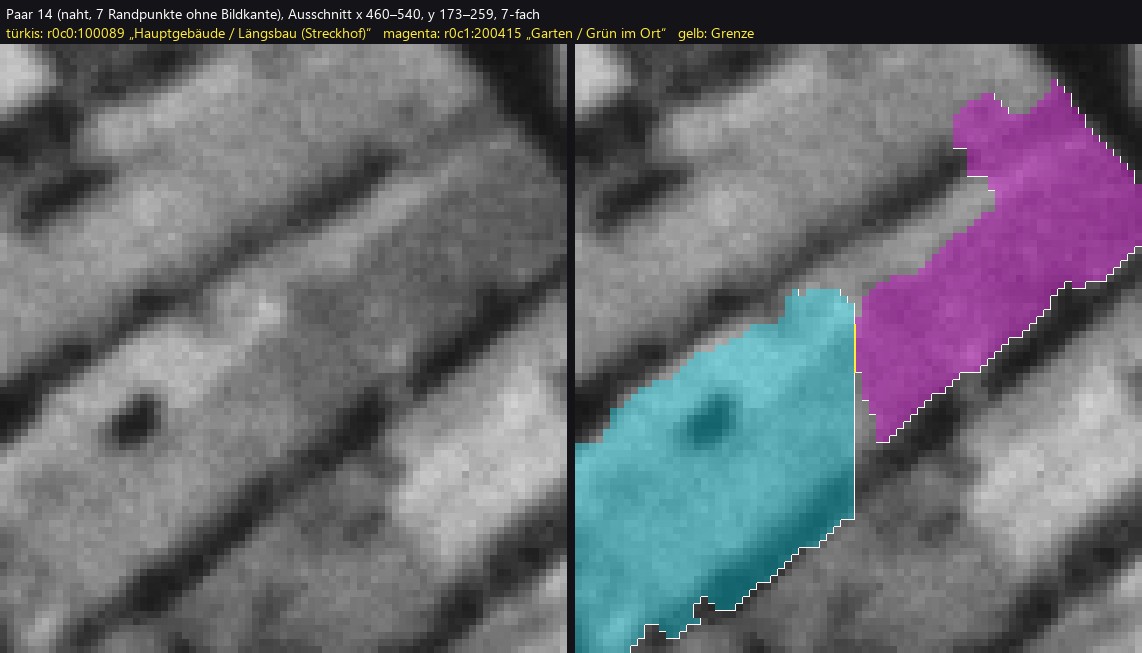 Paar 14 (naht, 7 Randpunkte ohne Bildkante), Ausschnitt x 460–540, y 173–259, 7-fach
türkis: r0c0:100089 „Hauptgebäude / Längsbau (Streckhof)“ magenta: r0c1:200415 „Garten / Grün im Ort“ gelb: Grenze